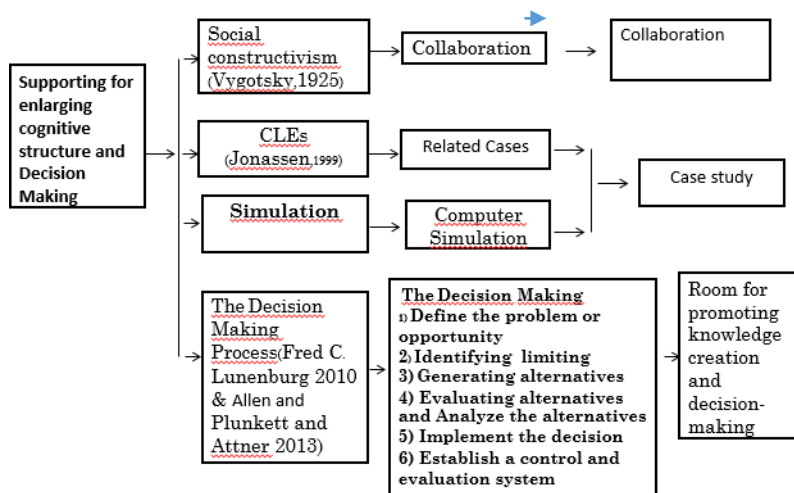 Supporting for
enlarging
cognitive
structure and
Decision
Making
Social
constructivism
(Vygotsky,1925)
Collaboration
Collaboration
CLEs
(Jonassen,1999)
Related Cases
Case study
Simulation
Computer
Simulation
The Decision
Making
Process(Fred C.
Lunenburg 2010
& Allen and
Plunkett and
Attner 2013)
The Decision Making
1) Define the problem or
opportunity
2) Identifying limiting
3) Generating alternatives
4) Evaluating alternatives
and Analyze the alternatives
5) Implement the decision
6) Establish a control and
evaluation system
Room for
promoting
knowledge
creation
and
decision-
making